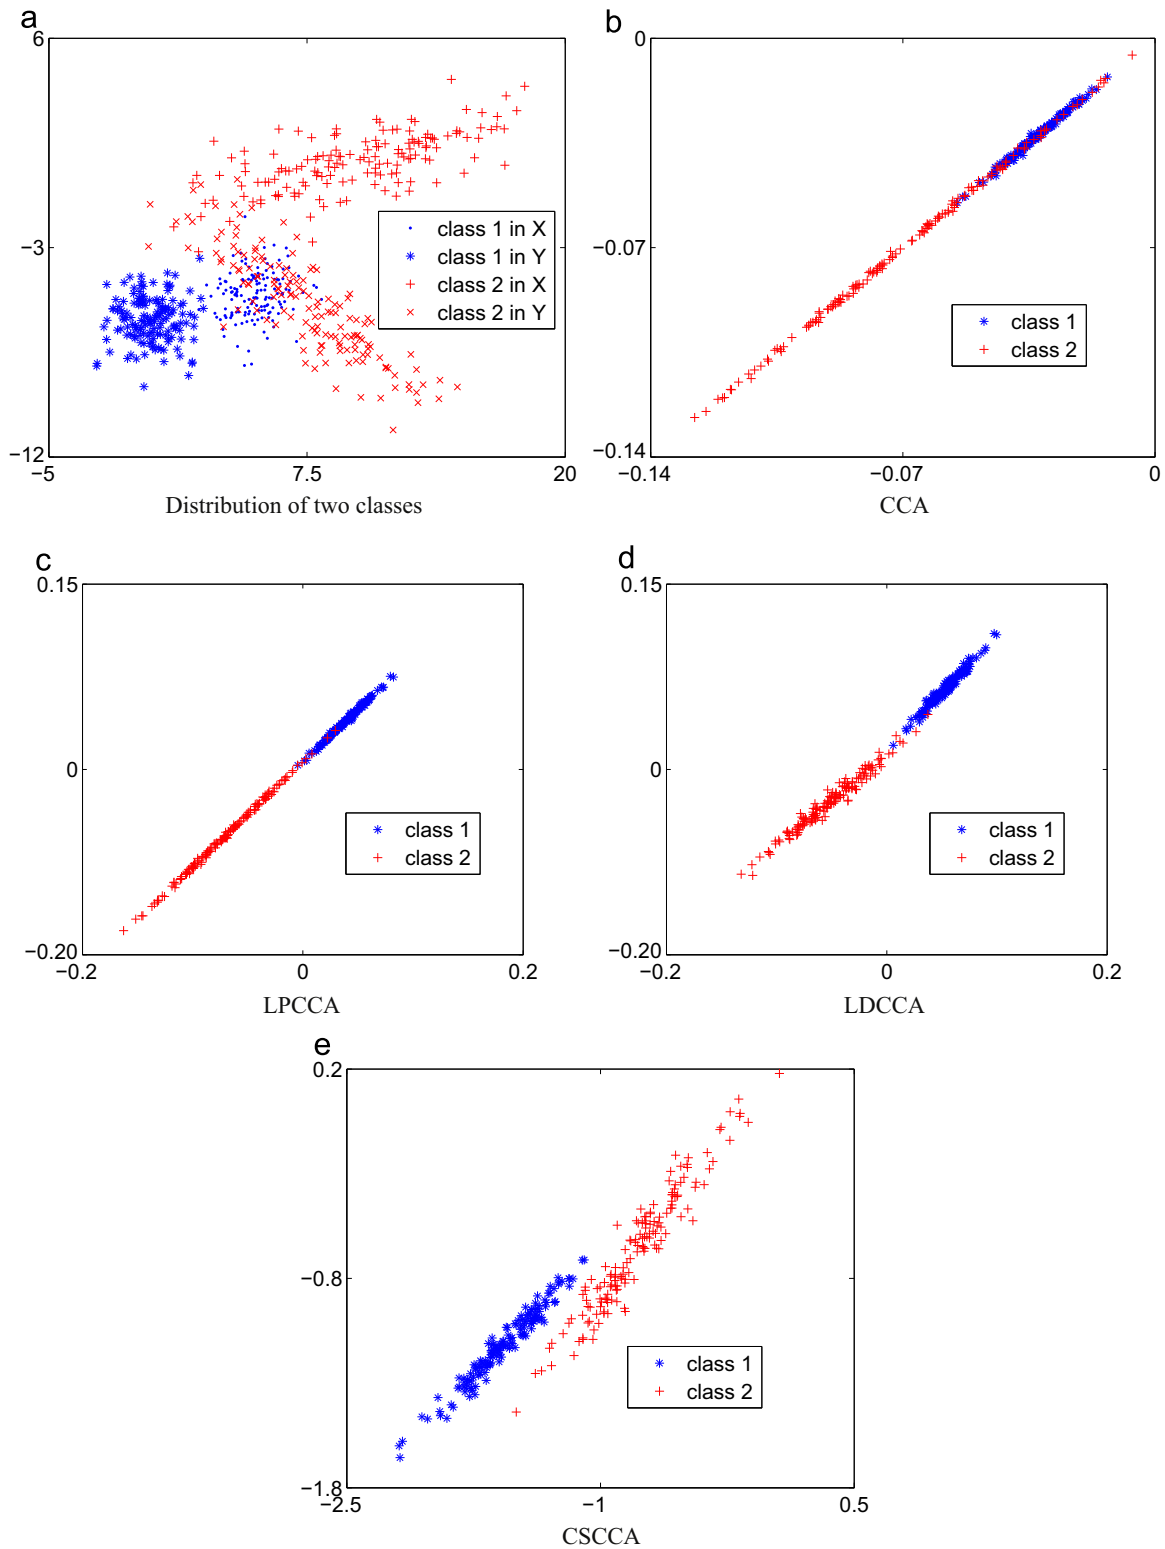 a
6
−3
−12
−5
7.5
20
class 1 in X
class 1 in Y
class 2 in X
class 2 in Y
Distribution of two classes
b
0
−0.07
−0.14
−0.14
−0.07
0
class 1
class 2
CCA
c
0.15
0
−0.20
−0.2
0
0.2
class 1
class 2
LPCCA
d
0.15
0
−0.20
−0.2
0
0.2
class 1
class 2
LDCCA
e
0.2
−0.8
−1.8
−2.5
−1
0.5
class 1
class 2
CSCCA